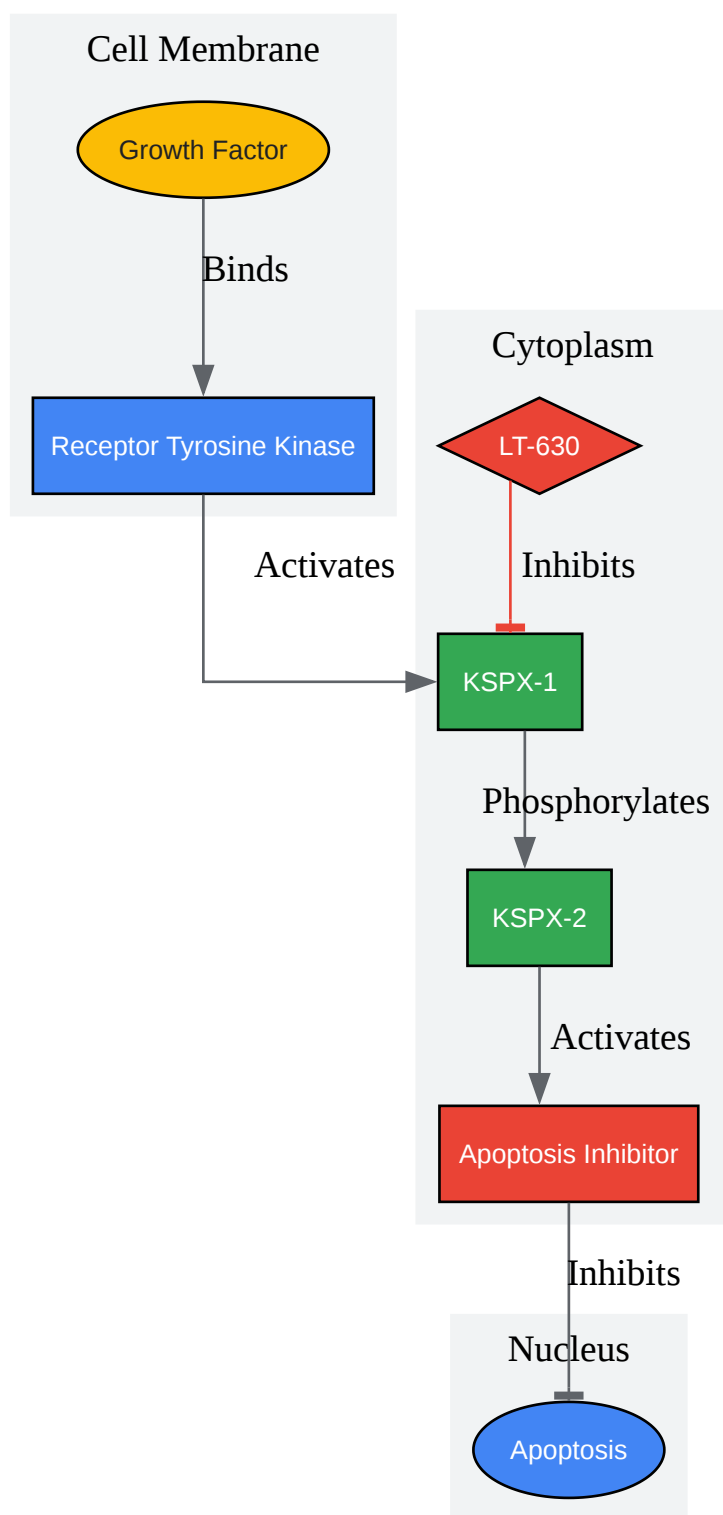 Cell Membrane
Growth Factor
Binds
Receptor Tyrosine Kinase
Activates
Cytoplasm
LT-630
Inhibits
KSPX-1
Phosphorylates
KSPX-2
Activates
Apoptosis Inhibitor
Inhibits
Nucleus
Apoptosis